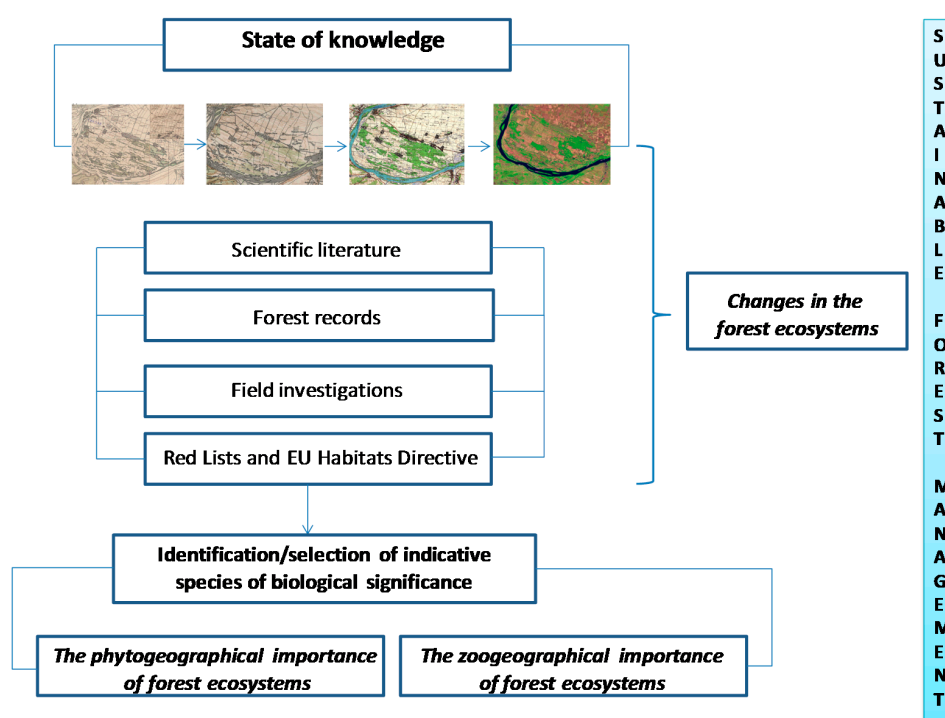 State of knowledge
Scientific literature
Forest records
Field investigations
Red Lists and EU Habitats Directive
Changes in the
forest ecosystems
Identification/selection of indicative
species of biological significance
The phytogeographical importance
of forest ecosystems
The zoogeographical importance
of forest ecosystems
S
U
S
T
A
I
N
A
B
L
E
F
O
R
E
S
T
M
A
N
A
G
E
M
E
N
T